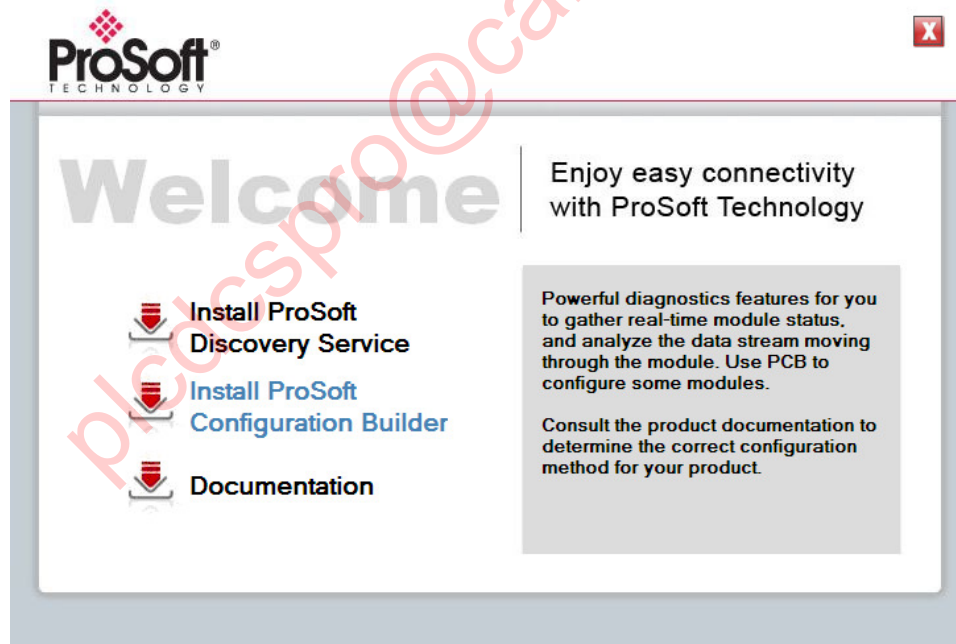 ProSoft®
TECHNOLOGY
X
Welcome
Enjoy easy connectivity
with ProSoft Technology
Install ProSoft
Discovery Service
Install ProSoft
Configuration Builder
Documentation
Powerful diagnostics features for you
to gather real-time module status,
and analyze the data stream moving
through the module. Use PCB to
configure some modules.
Consult the product documentation to
determine the correct configuration
method for your product.
plcdcspro@ca